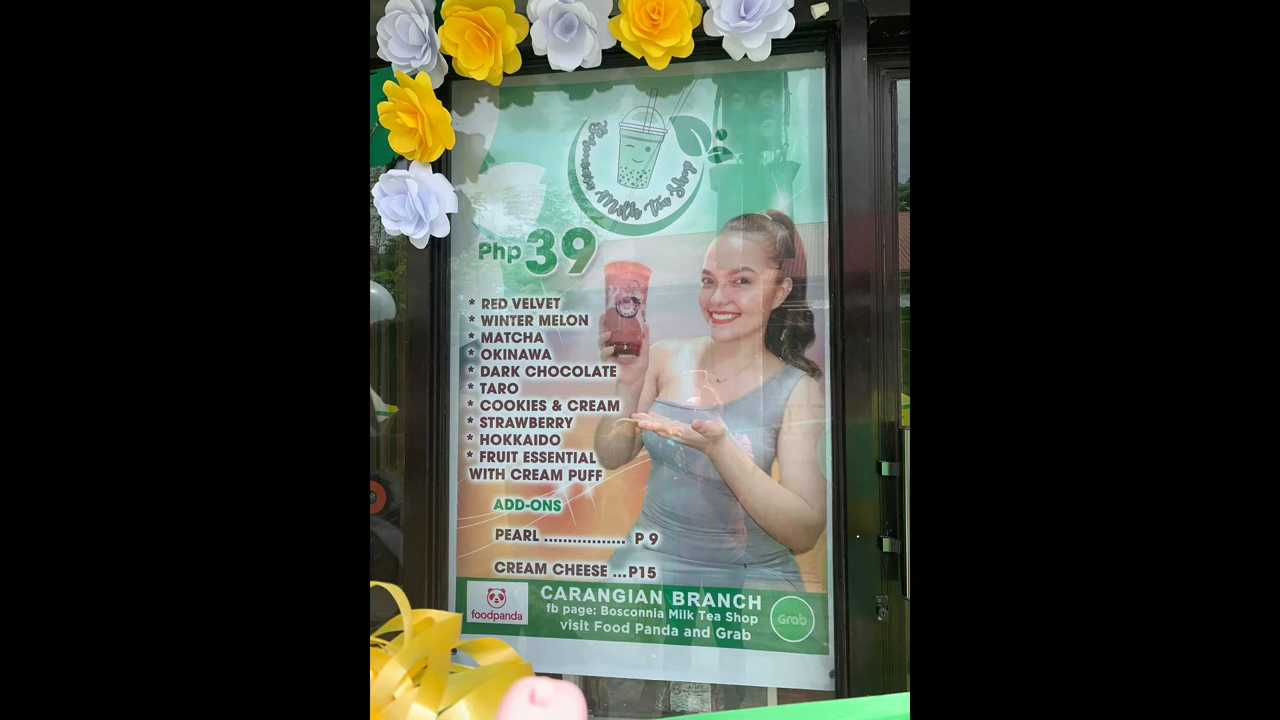 Bosconnia Milk Tea Shop
Php39
* RED VELVET
* WINTER MELON
* MATCHA
* OKINAWA
* DARK CHOCOLATE
* TARO
* COOKIES & CREAM
* STRAWBERRY
* HOKKAIDO
* FRUIT ESSENTIAL
WITH CREAM PUFF
ADD-ONS
PEARL ................. P 9
CREAM CHEESE ...P15
foodpanda
CARANGIAN BRANCH
fb page: Bosconnia Milk Tea Shop
visit Food Panda and Grab
Grab